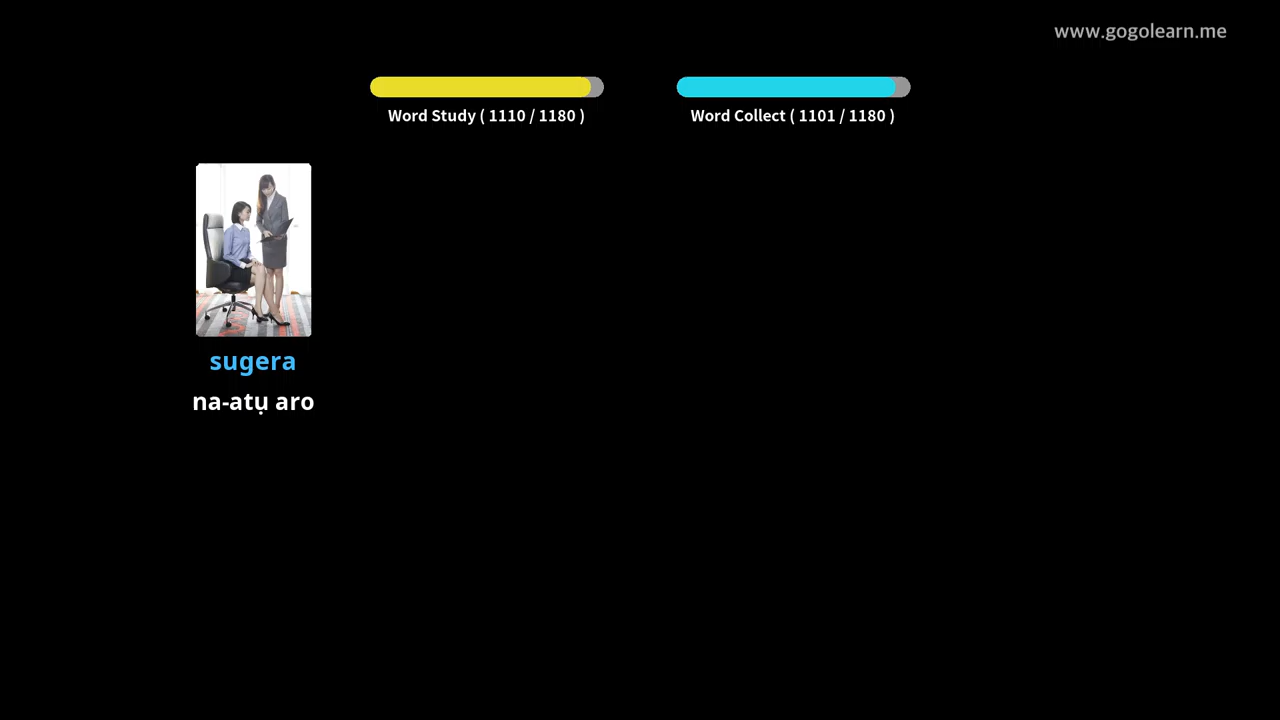 www.gogolearn.me
Word Study ( 1110 / 1180 )
Word Collect ( 1101 / 1180 )
sugera
na-atụ aro